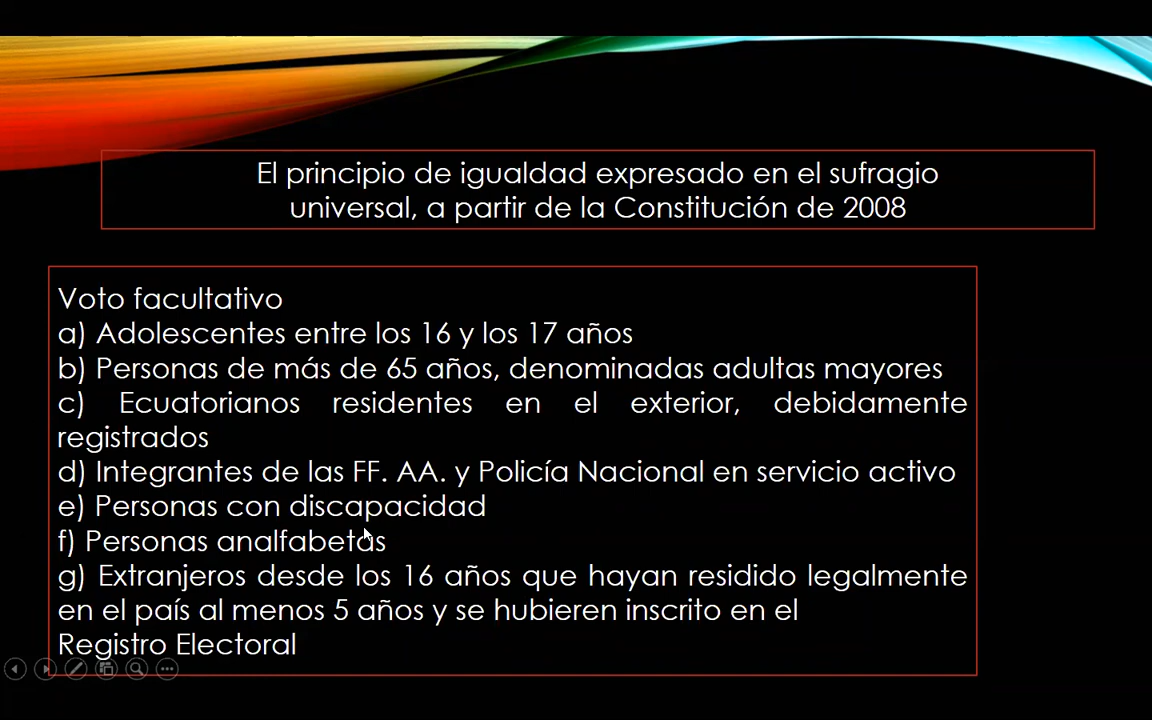 El principio de igualdad expresado en el sufragio
universal, a partir de la Constitución de 2008
Voto facultativo
a) Adolescentes entre los 16 y los 17 años
b) Personas de más de 65 años, denominadas adultas mayores
c) Ecuatorianos residentes en el exterior, debidamente
registrados
d) Integrantes de las FF. AA. y Policía Nacional en servicio activo
e) Personas con discapacidad
f) Personas analfabetas
g) Extranjeros desde los 16 años que hayan residido legalmente
en el país al menos 5 años y se hubieren inscrito en el
Registro Electoral